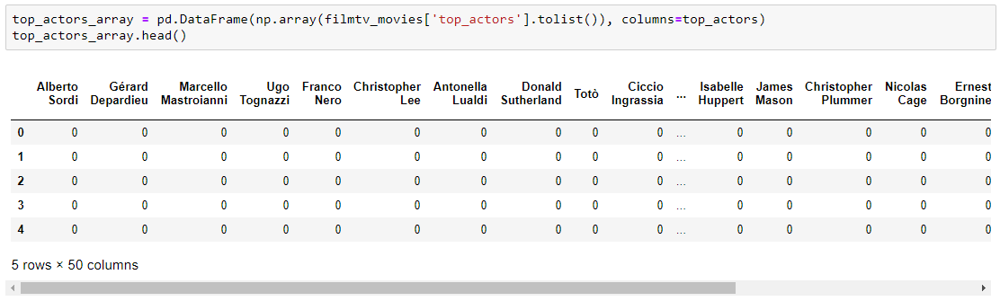 top_actors_array = pd.DataFrame(np.array(filmtv_movies['top_actors'].tolist()), columns=top_actors)
top_actors_array.head()
Alberto Sordi Gérard Depardieu Marcello Mastroianni Ugo Tognazzi Franco Nero Christopher Lee Antonella Lualdi Donald Sutherland Totò Ciccio Ingrassia ... Isabelle Huppert James Mason Christopher Plummer Nicolas Cage Ernest Borgnine
0 0 0 0 0 0 0 0 0 0 0 ... 0 0 0 0 0
1 0 0 0 0 0 0 0 0 0 0 ... 0 0 0 0 0
2 0 0 0 0 0 0 0 0 0 0 ... 0 0 0 0 0
3 0 0 0 0 0 0 0 0 0 0 ... 0 0 0 0 0
4 0 0 0 0 0 0 0 0 0 0 ... 0 0 0 0 0
5 rows × 50 columns